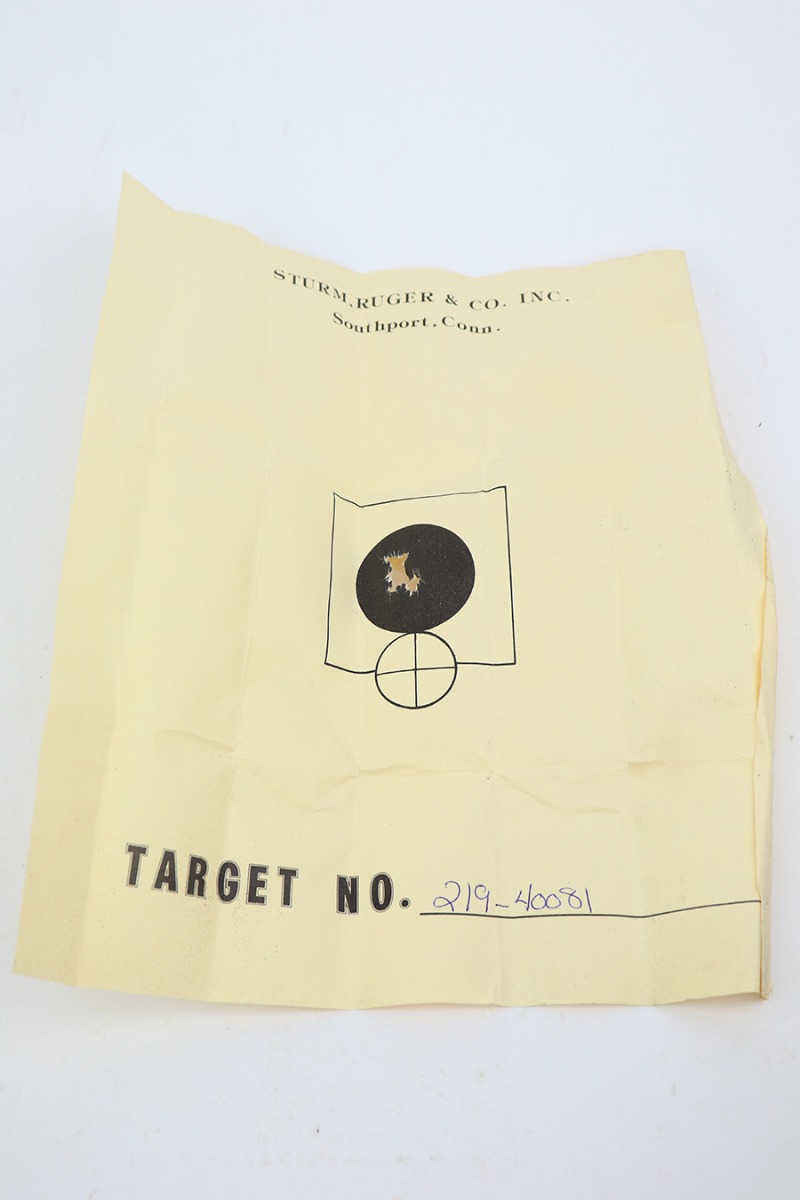 STURM, RUGER & CO. INC.
Southport, Conn.
TARGET NO. 219-40081